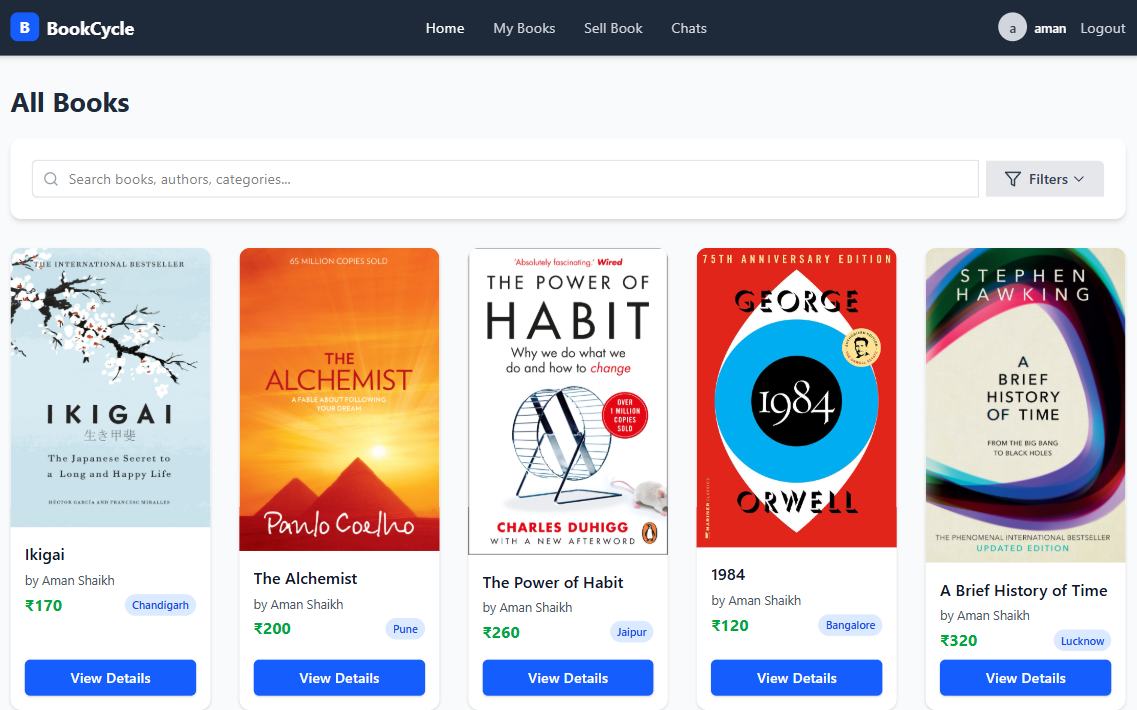 B BookCycle
Home My Books Sell Book Chats
a aman Logout
All Books
Search books, authors, categories...
Filters
THE INTERNATIONAL BESTSELLER
IKIGAI
生き甲斐
The Japanese Secret to
a Long and Happy Life
HÉCTOR GARCÍA AND FRANCESC MIRALLES
Ikigai
by Aman Shaikh
₹170 Chandigarh
View Details
65 MILLION COPIES SOLD
THE
ALCHEMIST
A FABLE ABOUT FOLLOWING
YOUR DREAM
Paulo Coelho
The Alchemist
by Aman Shaikh
₹200 Pune
View Details
'Absolutely fascinating.' Wired
THE POWER OF
HABIT
Why we do what we
do and how to change
OVER
1 MILLION
COPIES
SOLD
CHARLES DUHIGG
WITH A NEW AFTERWORD
The Power of Habit
by Aman Shaikh
₹260 Jaipur
View Details
75TH ANNIVERSARY EDITION
GEORGE
1984
ORWELL
MARINER CLASSICS
1984
by Aman Shaikh
₹120 Bangalore
View Details
STEPHEN
HAWKING
A
BRIEF
HISTORY
OF TIME
FROM THE BIG BANG
TO BLACK HOLES
THE PHENOMENAL INTERNATIONAL BESTSELLER
UPDATED EDITION
A Brief History of Time
by Aman Shaikh
₹320 Lucknow
View Details